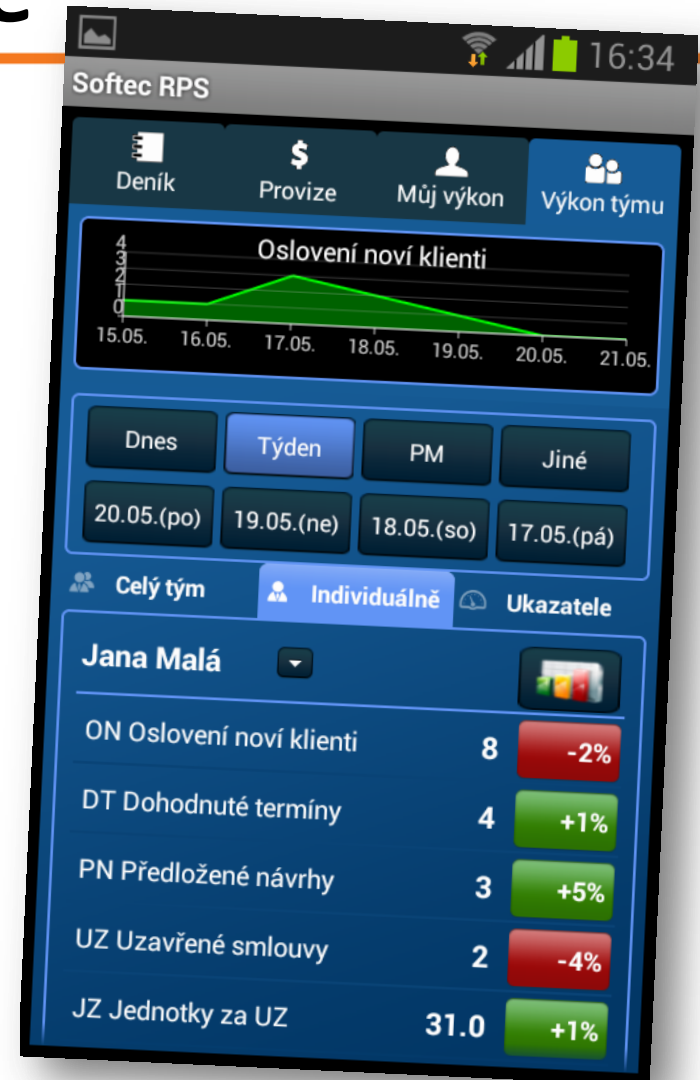 16:34
Softec RPS
Deník
Provize
Můj výkon
Výkon týmu
Oslovení noví klienti
4
3
2
1
0
15.05. 16.05. 17.05. 18.05. 19.05. 20.05. 21.05.
Dnes Týden PM Jiné
20.05.(po) 19.05.(ne) 18.05.(so) 17.05.(pá)
Celý tým Individuálně Ukazatele
Jana Malá
ON Oslovení noví klienti 8 -2%
DT Dohodnuté termíny 4 +1%
PN Předložené návrhy 3 +5%
UZ Uzavřené smlouvy 2 -4%
JZ Jednotky za UZ 31.0 +1%